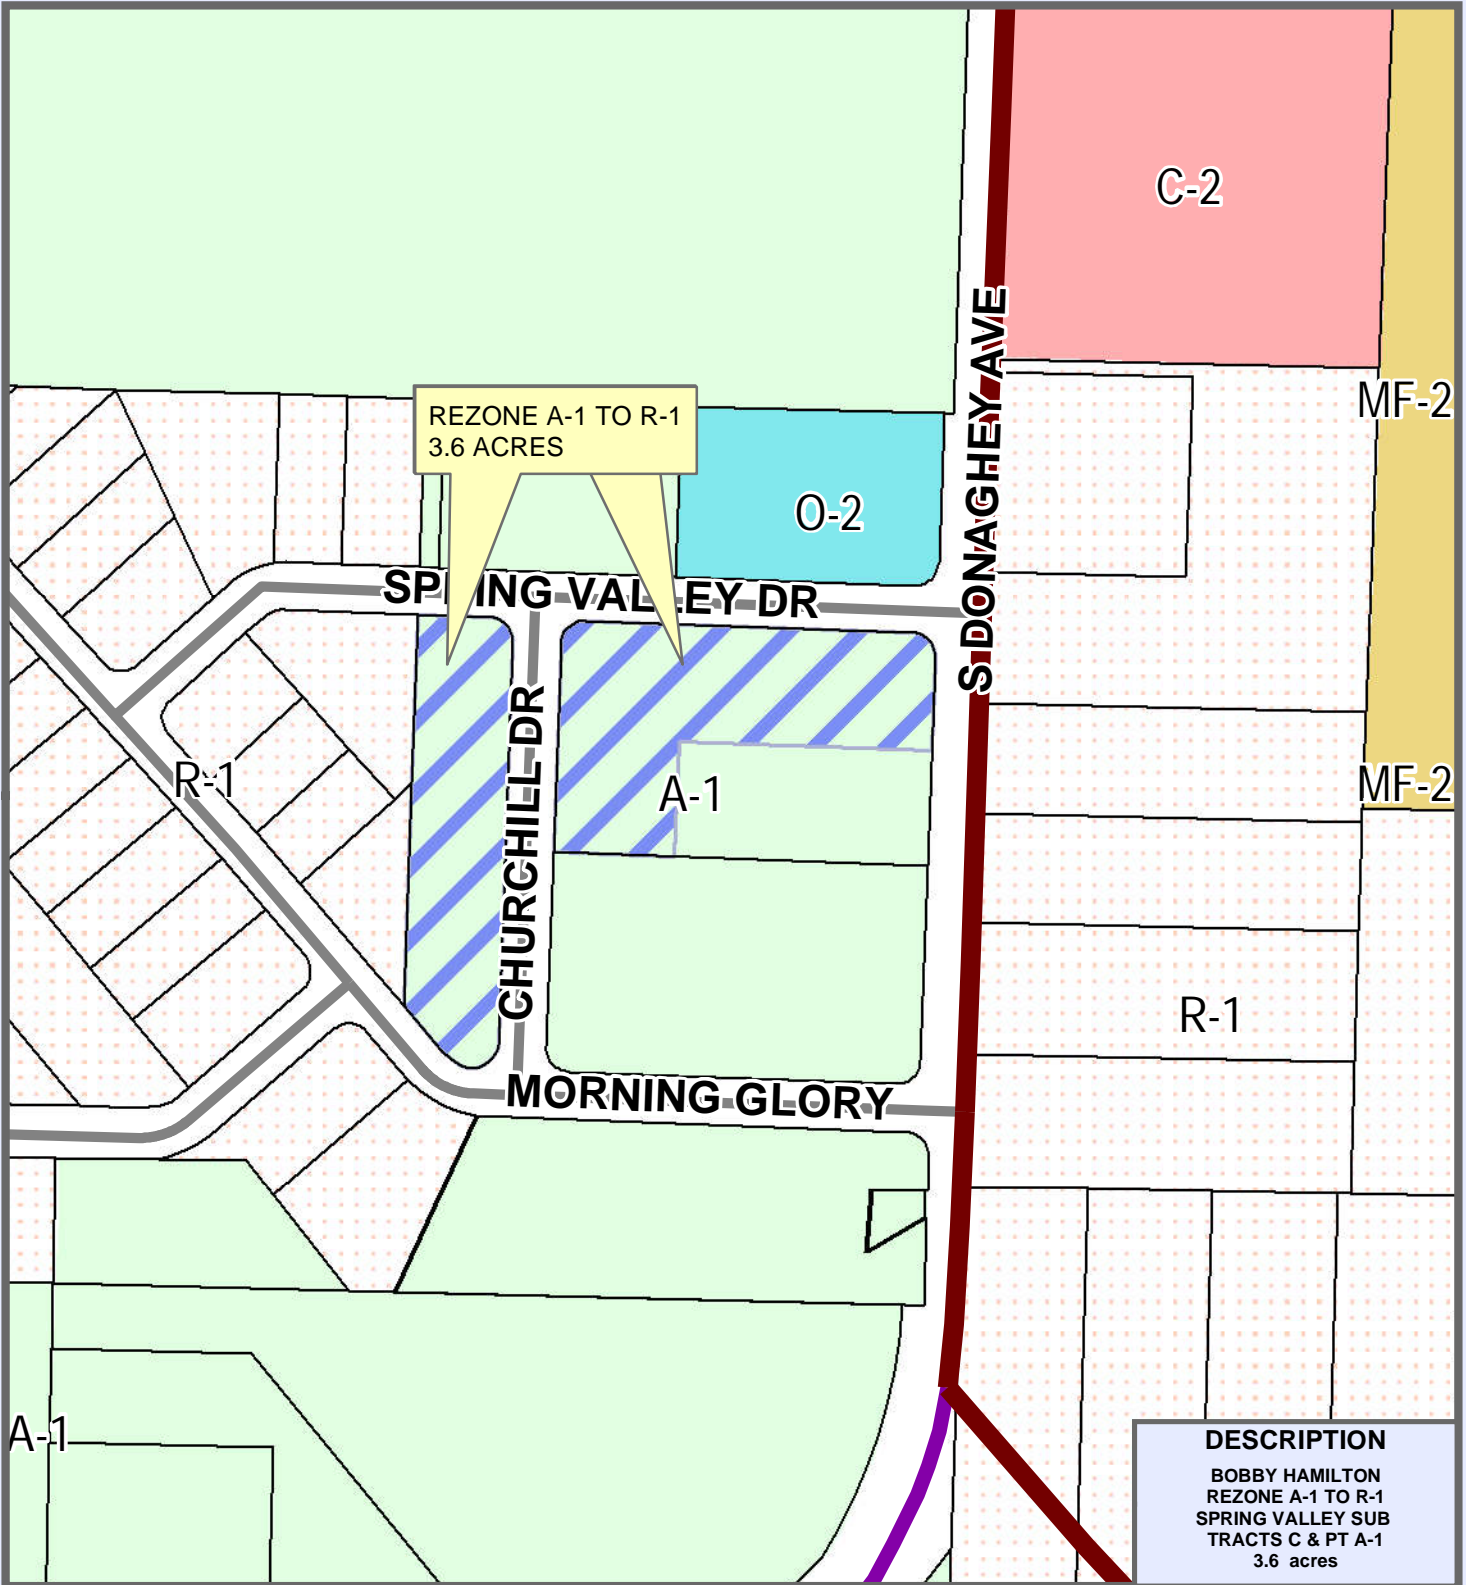 C-2
S DONAGHEY AVE
MF-2
REZONE A-1 TO R-1
3.6 ACRES
O-2
SPRING VALLEY DR
CHURCHILL DR
R-1
A-1
MF-2
R-1
MORNING GLORY
A-1
DESCRIPTION
BOBBY HAMILTON
REZONE A-1 TO R-1
SPRING VALLEY SUB
TRACTS C & PT A-1
3.6 acres